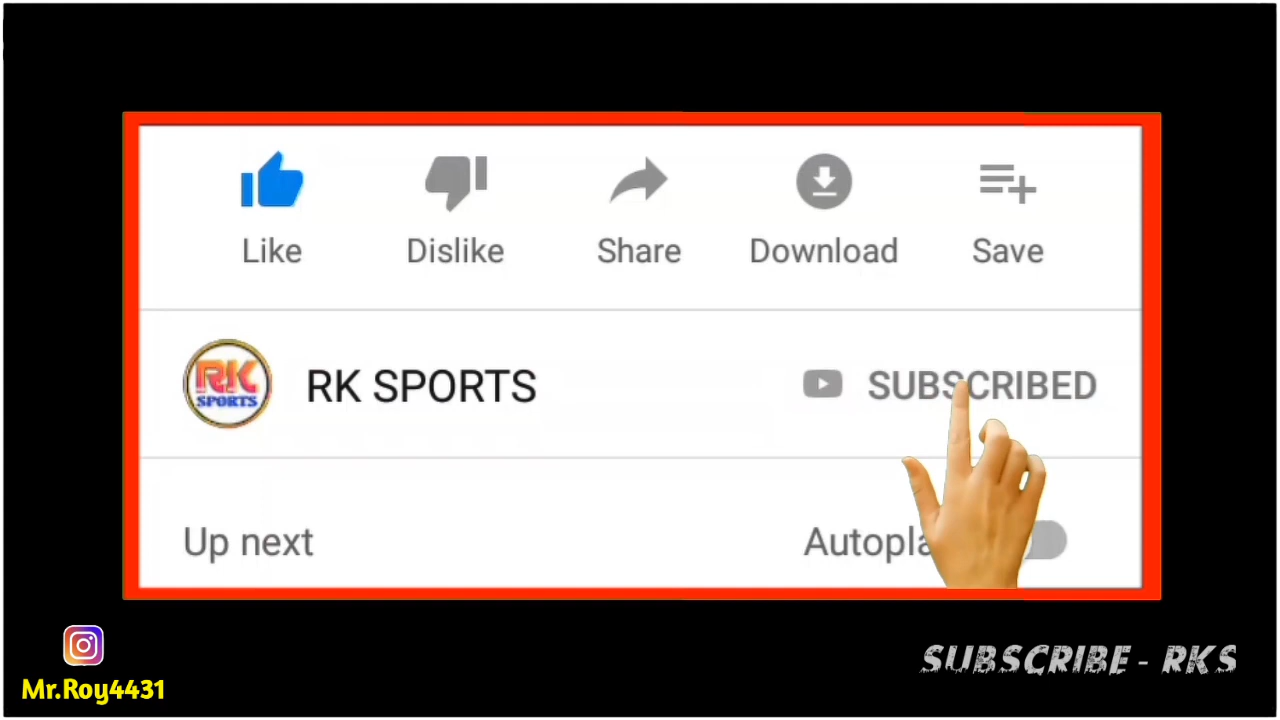 Like Dislike Share Download Save
RK SPORTS RK SPORTS SUBSCRIBED
Up next Autopla
Mr.Roy4431
SUBSCRIBE - RKS